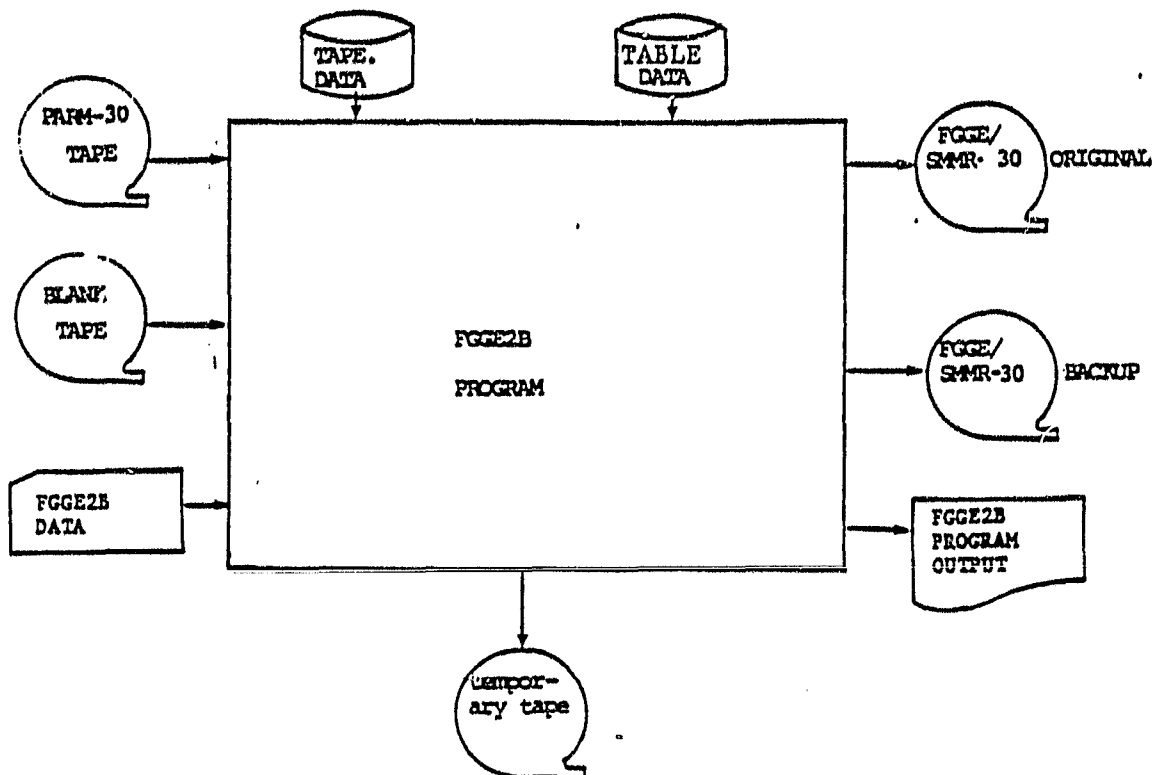 TAPE.
DATA
TABLE
DATA
PARM-30
TAPE
FGGE/
SMMR- 30 ORIGINAL
BLANK
TAPE
FGGE2B
PROGRAM
FGGE/
SMMR-30 BACKUP
FGGE2B
DATA
FGGE2B
PROGRAM
OUTPUT
tempor-
ary tape